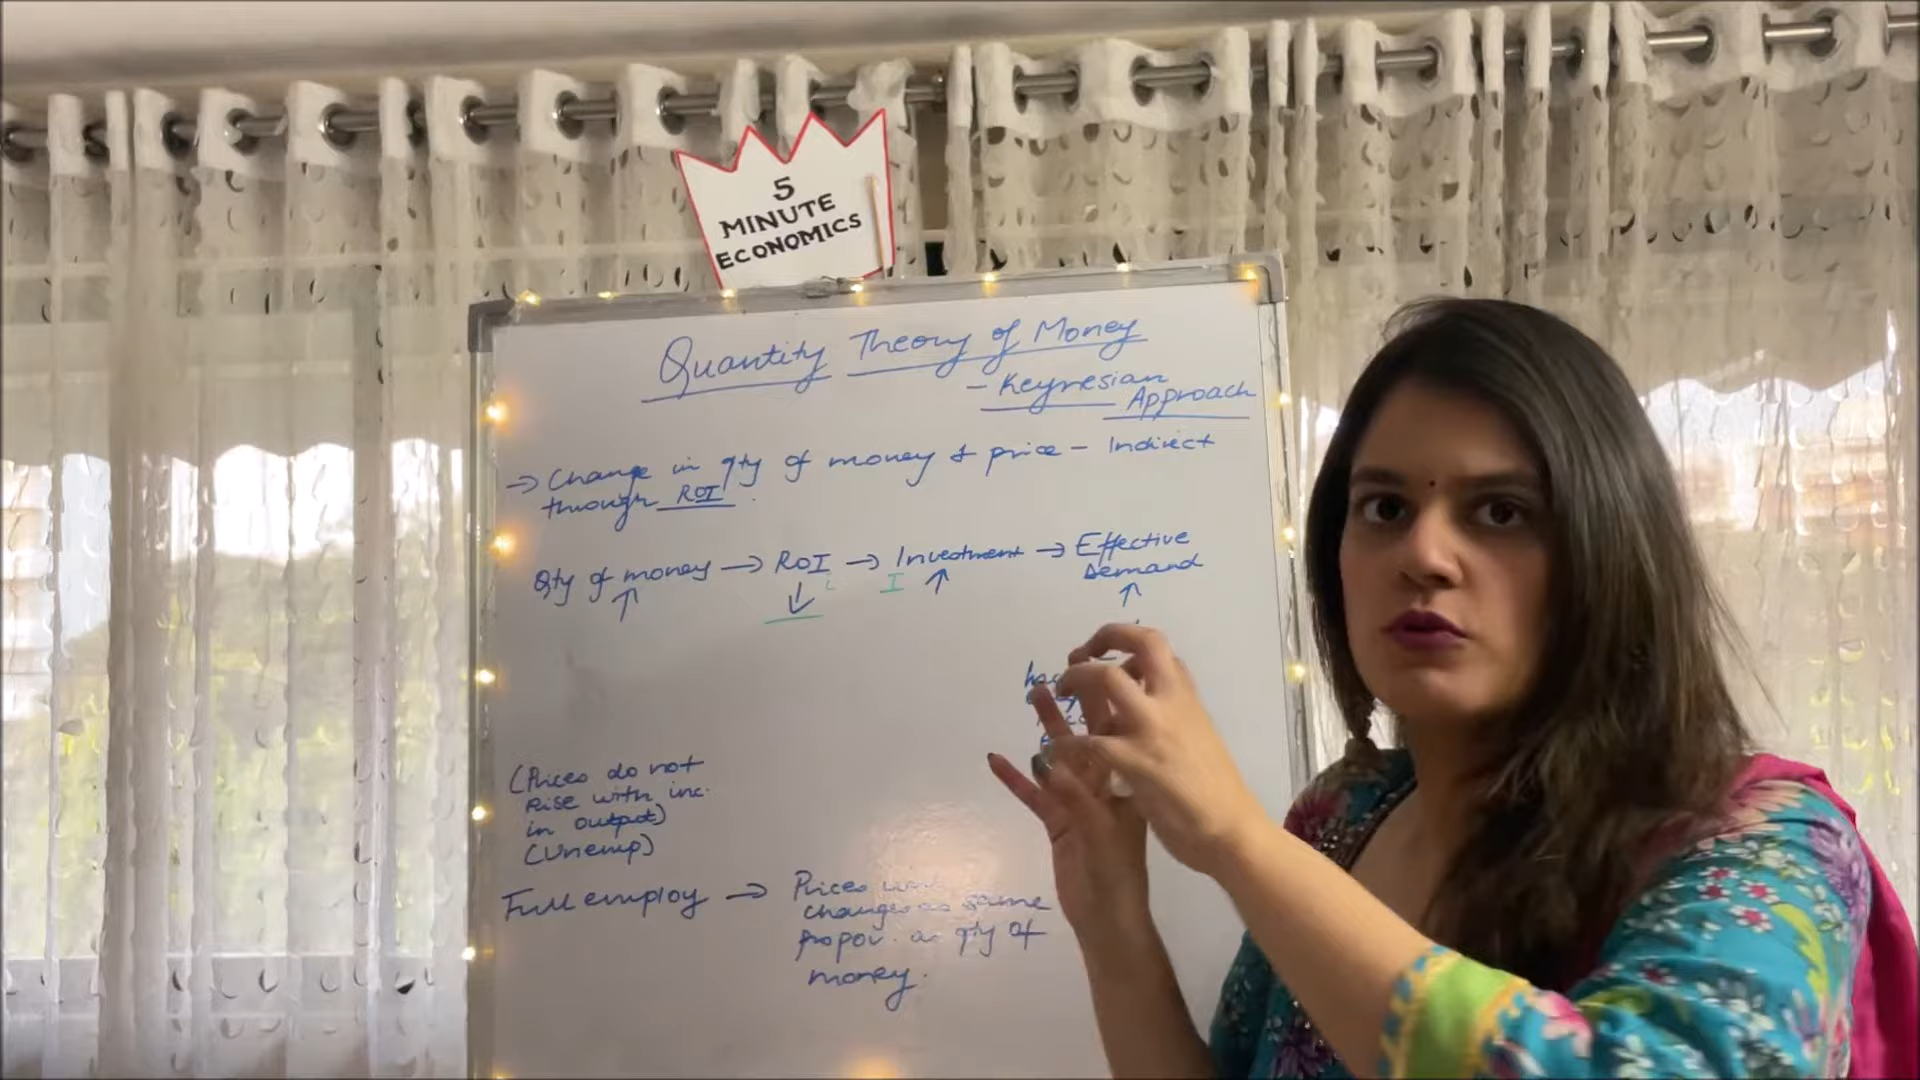 5
MINUTE
ECONOMICS
Quantity Theory of Money
- Keynesian
Approach
→ Change in qty of money & price - Indirect
through ROI.
Qty of money → ROI → Investment → Effective
Demand
↑ ↓ i I ↑ ↑
(Prices do not
rise with inc.
in output)
(Unemp)
Full employ → Prices
change as same
propor. as qty of
money.